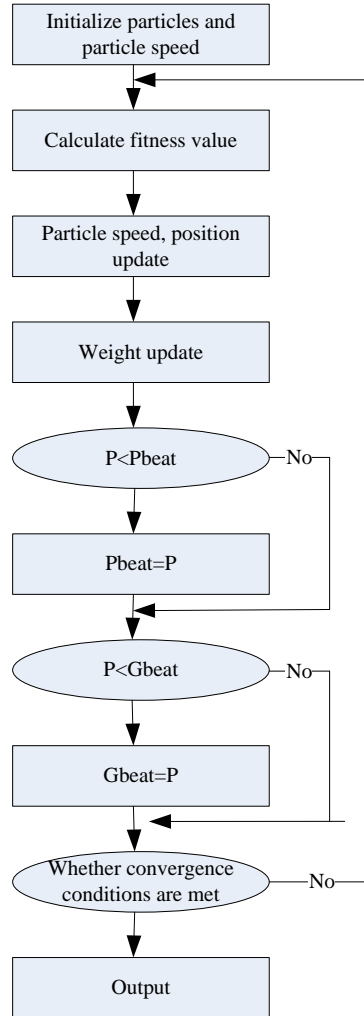 Initialize particles and
particle speed
Calculate fitness value
Particle speed, position
update
Weight update
P<Pbeat
No
Pbeat=P
P<Gbeat
No
Gbeat=P
Whether convergence
conditions are met
No
Output